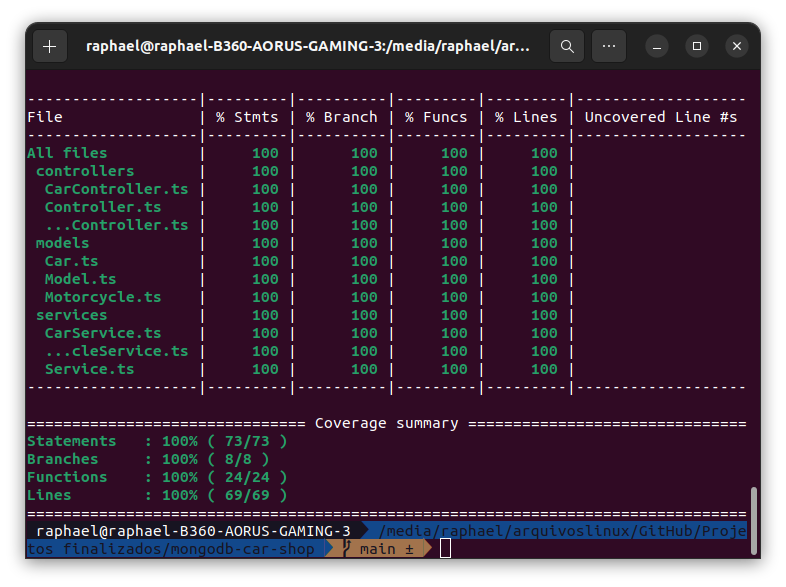 raphael@raphael-B360-AORUS-GAMING-3:/media/raphael/ar...
-------------------|---------|----------|---------|---------|-------------------
File               | % Stmts | % Branch | % Funcs | % Lines | Uncovered Line #s
-------------------|---------|----------|---------|---------|-------------------
All files          |     100 |      100 |     100 |     100 |
 controllers       |     100 |      100 |     100 |     100 |
  CarController.ts |     100 |      100 |     100 |     100 |
  Controller.ts    |     100 |      100 |     100 |     100 |
  ...Controller.ts |     100 |      100 |     100 |     100 |
 models            |     100 |      100 |     100 |     100 |
  Car.ts           |     100 |      100 |     100 |     100 |
  Model.ts         |     100 |      100 |     100 |     100 |
  Motorcycle.ts    |     100 |      100 |     100 |     100 |
 services          |     100 |      100 |     100 |     100 |
  CarService.ts    |     100 |      100 |     100 |     100 |
  ...cleService.ts |     100 |      100 |     100 |     100 |
  Service.ts       |     100 |      100 |     100 |     100 |
-------------------|---------|----------|---------|---------|-------------------
=============================== Coverage summary ===============================
Statements   : 100% ( 73/73 )
Branches     : 100% ( 8/8 )
Functions    : 100% ( 24/24 )
Lines        : 100% ( 69/69 )
================================================================================
raphael@raphael-B360-AORUS-GAMING-3 /media/raphael/arquivoslinux/GitHub/Proje
tos finalizados/mongodb-car-shop main ±